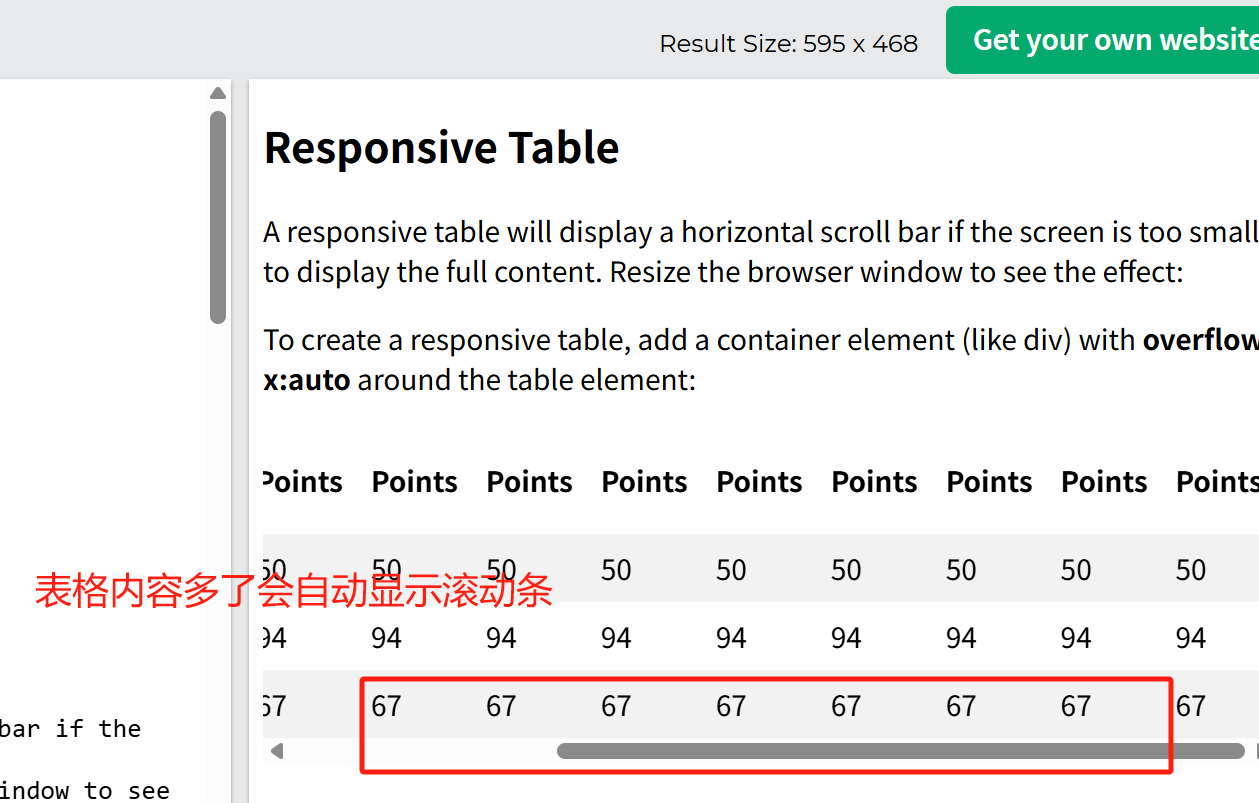 Result Size: 595 x 468
Get your own website
Responsive Table
A responsive table will display a horizontal scroll bar if the screen is too small
to display the full content. Resize the browser window to see the effect:
To create a responsive table, add a container element (like div) with overflow
x:auto around the table element:
Points Points Points Points Points Points Points Points Points
50 50 50 50 50 50 50 50 50
表格内容多了会自动显示滚动条
94 94 94 94 94 94 94 94 94
67 67 67 67 67 67 67 67 67
bar if the
indow to see